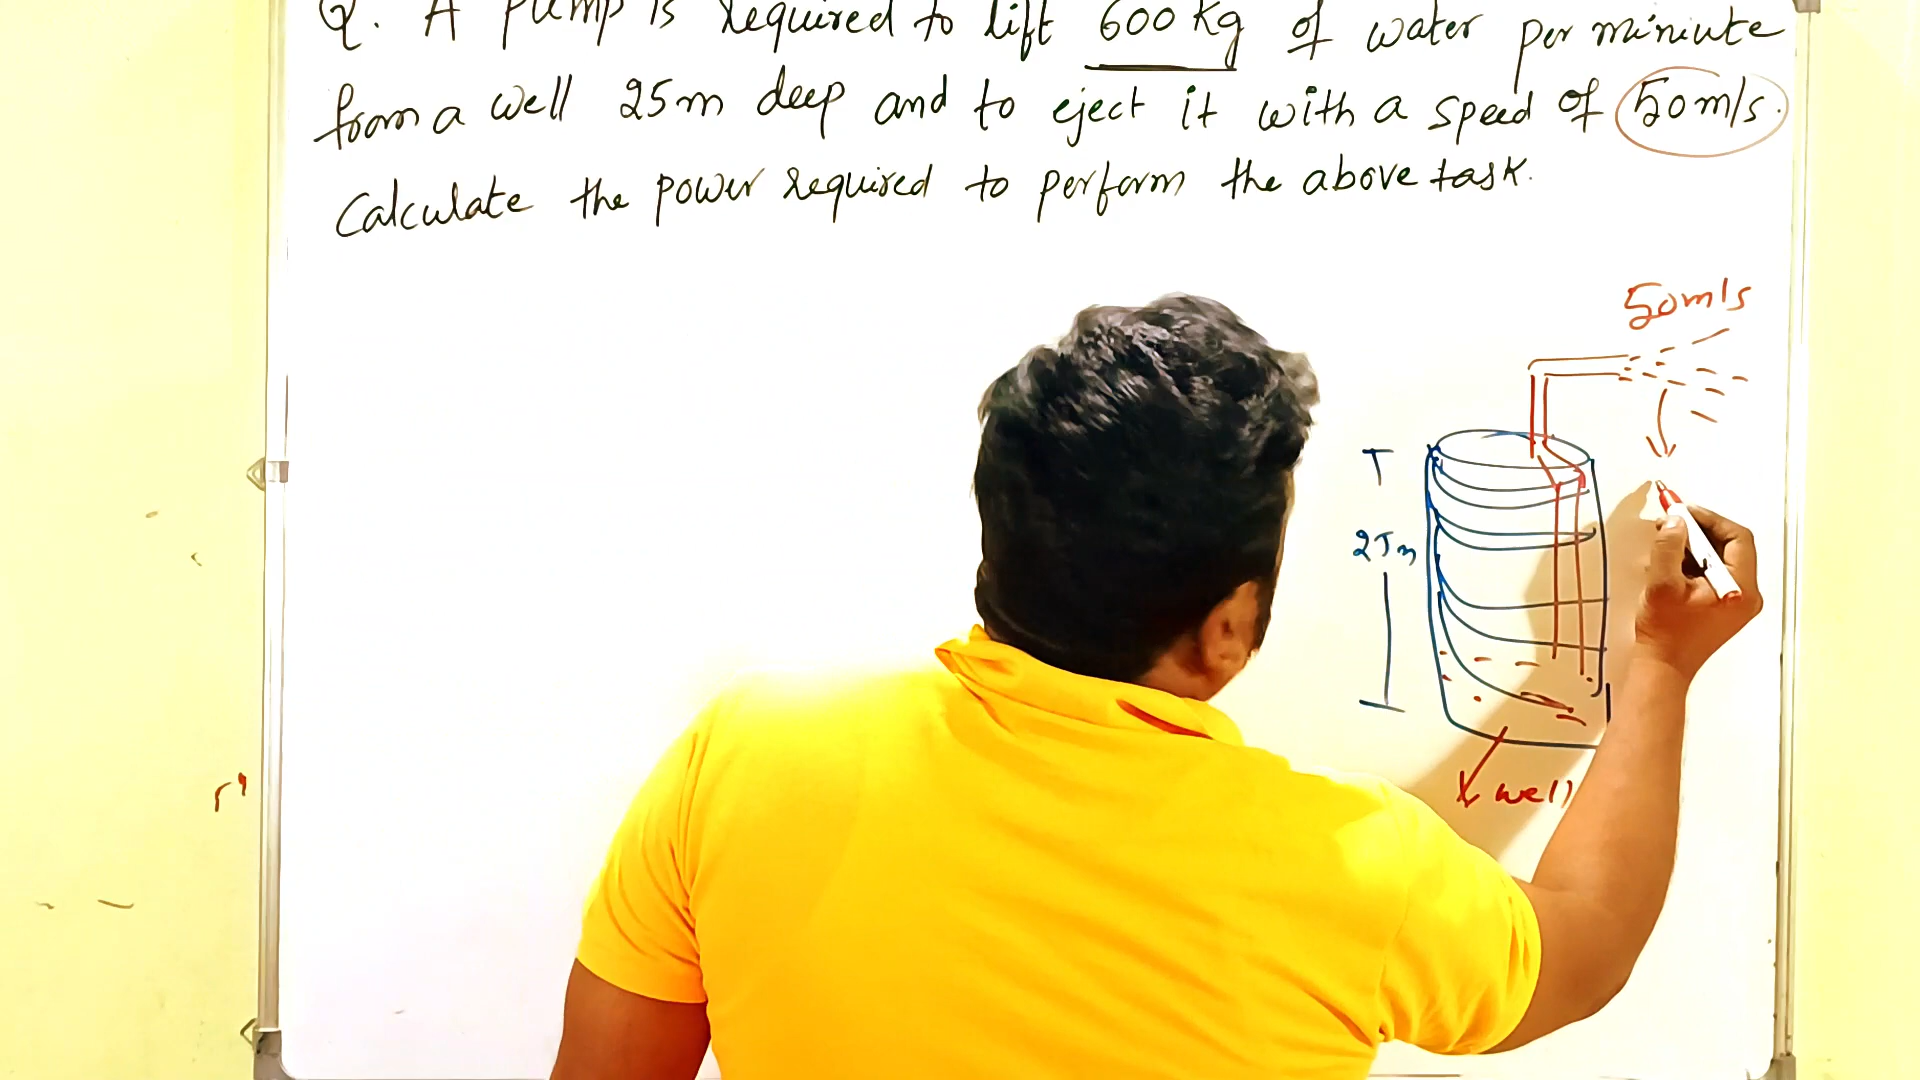 Q. A Pump is required to lift 600 Kg of water per miniute
from a well 25m deep and to eject it with a speed of 50m/s.
Calculate the power required to perform the above task.
50m/s
25m
well